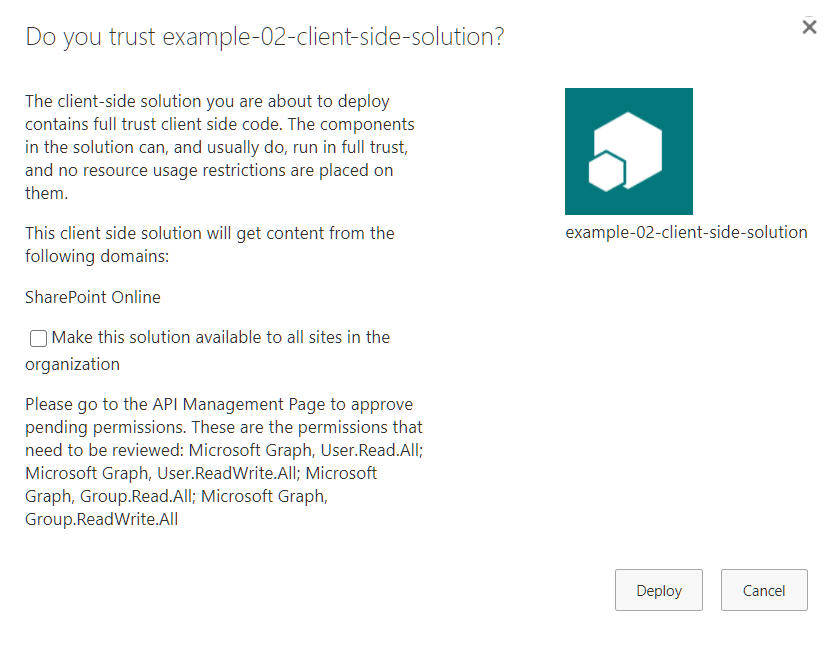 Do you trust example-02-client-side-solution?
The client-side solution you are about to deploy
contains full trust client side code. The components
in the solution can, and usually do, run in full trust,
and no resource usage restrictions are placed on
them.
This client side solution will get content from the
following domains:
SharePoint Online
Make this solution available to all sites in the
organization
Please go to the API Management Page to approve
pending permissions. These are the permissions that
need to be reviewed: Microsoft Graph, User.Read.All;
Microsoft Graph, User.ReadWrite.All; Microsoft
Graph, Group.Read.All; Microsoft Graph,
Group.ReadWrite.All
example-02-client-side-solution
Deploy
Cancel